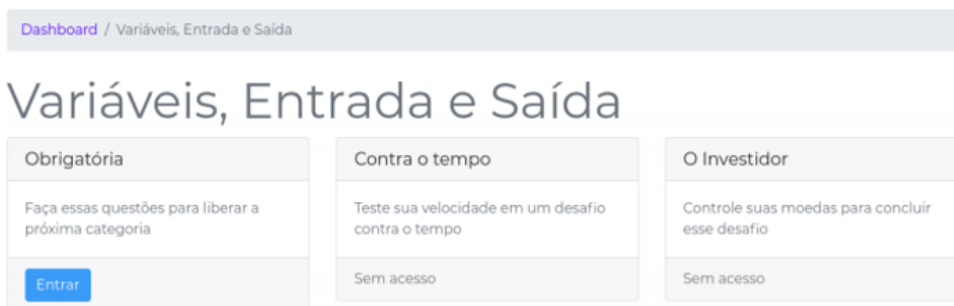 Dashboard / Variáveis, Entrada e Saída
Variáveis, Entrada e Saída
Obrigatória
Faça essas questões para liberar a
próxima categoria
Entrar
Contra o tempo
Teste sua velocidade em um desafio
contra o tempo
Sem acesso
O Investidor
Controle suas moedas para concluir
esse desafio
Sem acesso